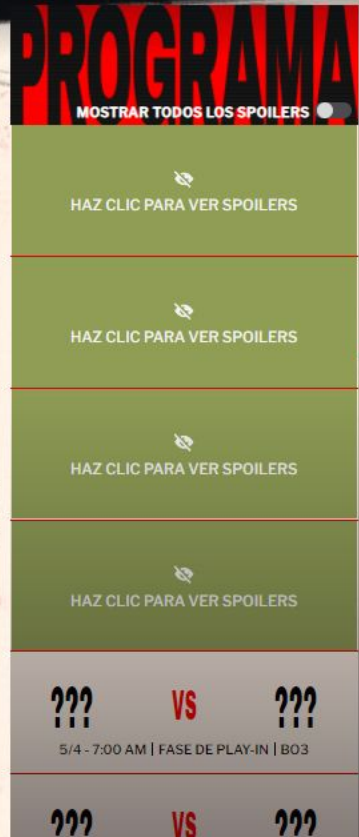 PROGRAMA
MOSTRAR TODOS LOS SPOILERS
HAZ CLIC PARA VER SPOILERS
HAZ CLIC PARA VER SPOILERS
HAZ CLIC PARA VER SPOILERS
HAZ CLIC PARA VER SPOILERS
??? VS ???
5/4 - 7:00 AM | FASE DE PLAY-IN | BO3
??? VS ???